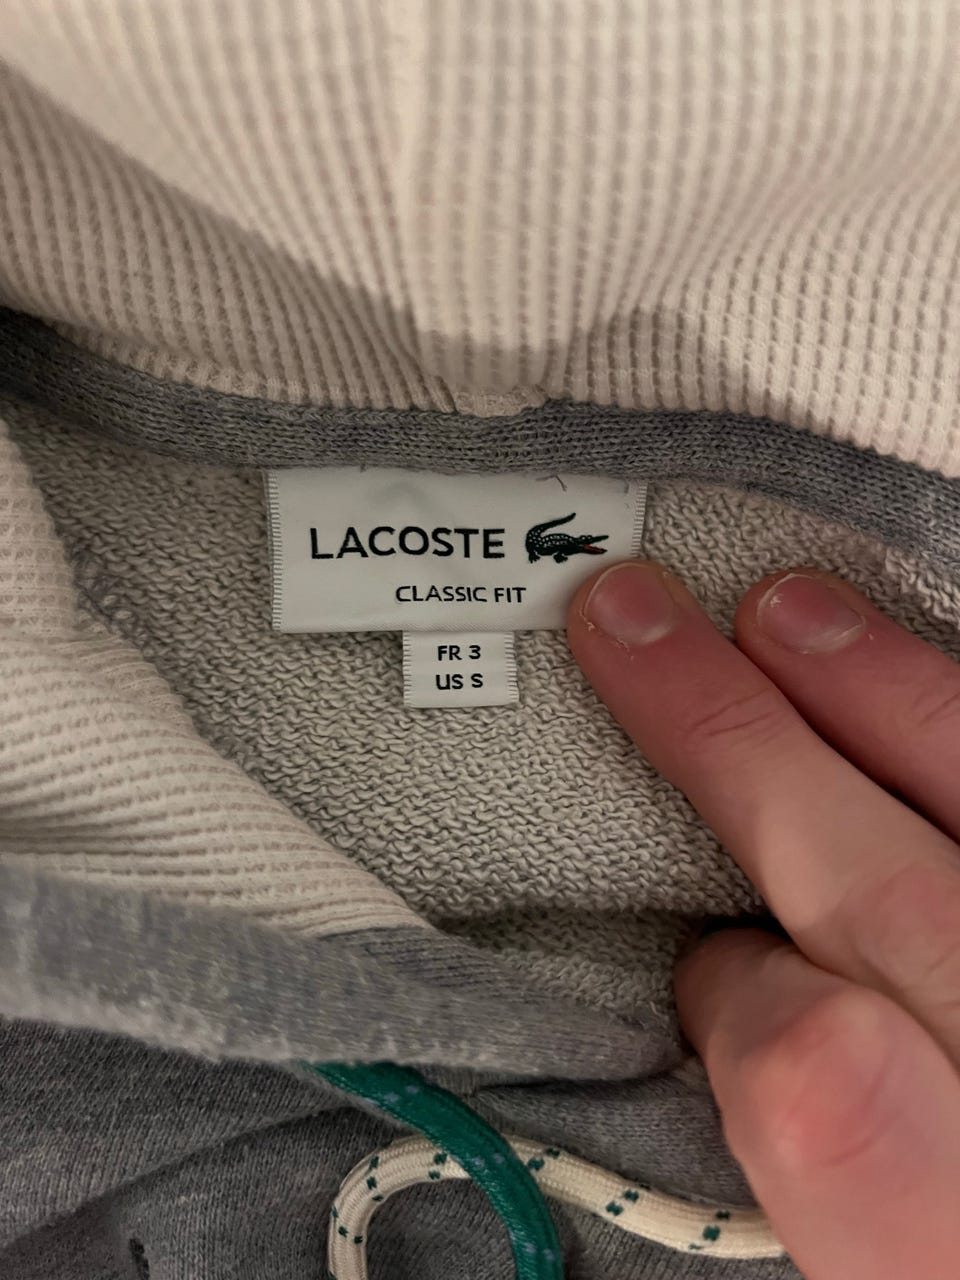 LACOSTE
CLASSIC FIT
FR 3
US S